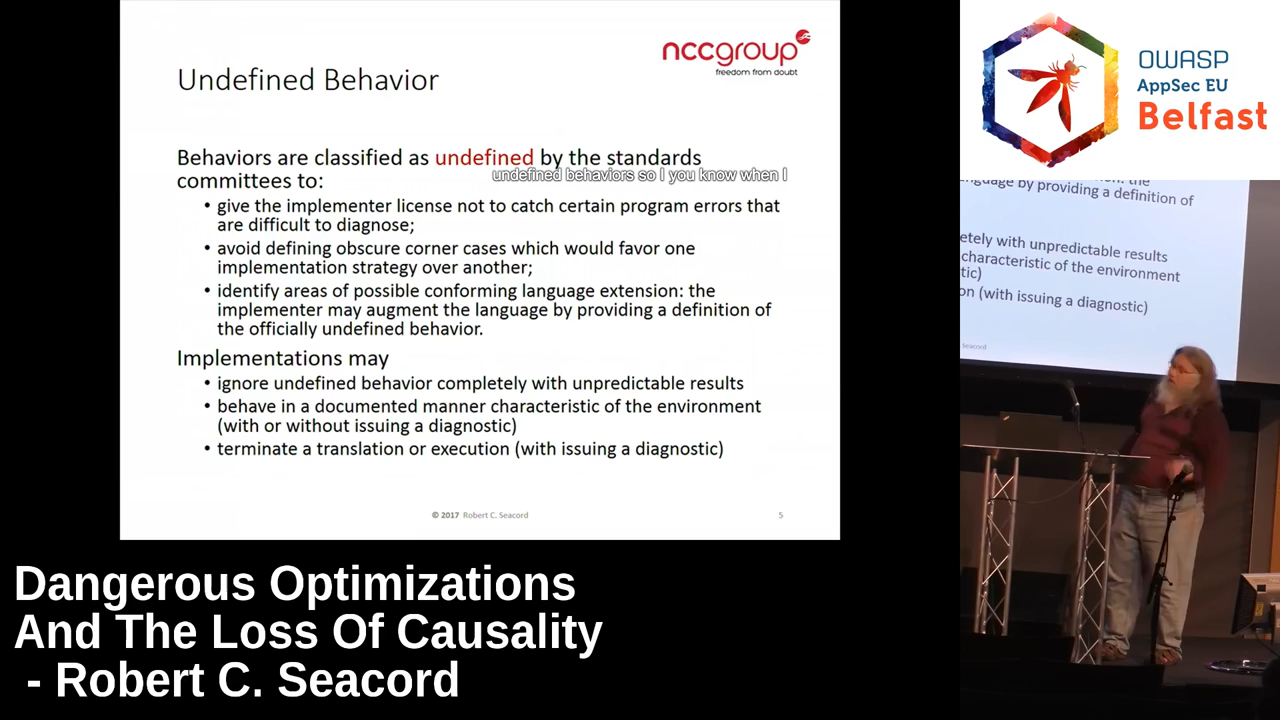 nccgroup
freedom from doubt
Undefined Behavior
Behaviors are classified as undefined by the standards
committees to:
undefined behaviors so I you know when I
• give the implementer license not to catch certain program errors that
are difficult to diagnose;
• avoid defining obscure corner cases which would favor one
implementation strategy over another;
• identify areas of possible conforming language extension: the
implementer may augment the language by providing a definition of
the officially undefined behavior.
Implementations may
• ignore undefined behavior completely with unpredictable results
• behave in a documented manner characteristic of the environment
(with or without issuing a diagnostic)
• terminate a translation or execution (with issuing a diagnostic)
© 2017 Robert C. Seacord
5
OWASP
AppSec EU
Belfast
language by providing a definition of
etely with unpredictable results
characteristic of the environment
tic)
on (with issuing a diagnostic)
Seacord
Dangerous Optimizations
And The Loss Of Causality
- Robert C. Seacord